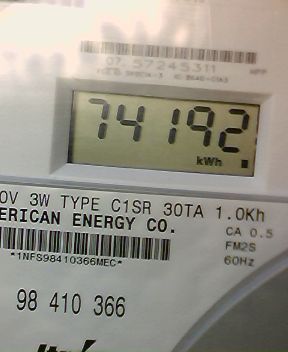 07 57245311
74192
kWh
0V 3W TYPE C1SR 30TA 1.0Kh
ERICAN ENERGY CO.
CA 0.5
FM2S
*1NFS98410366MEC*
60Hz
98 410 366